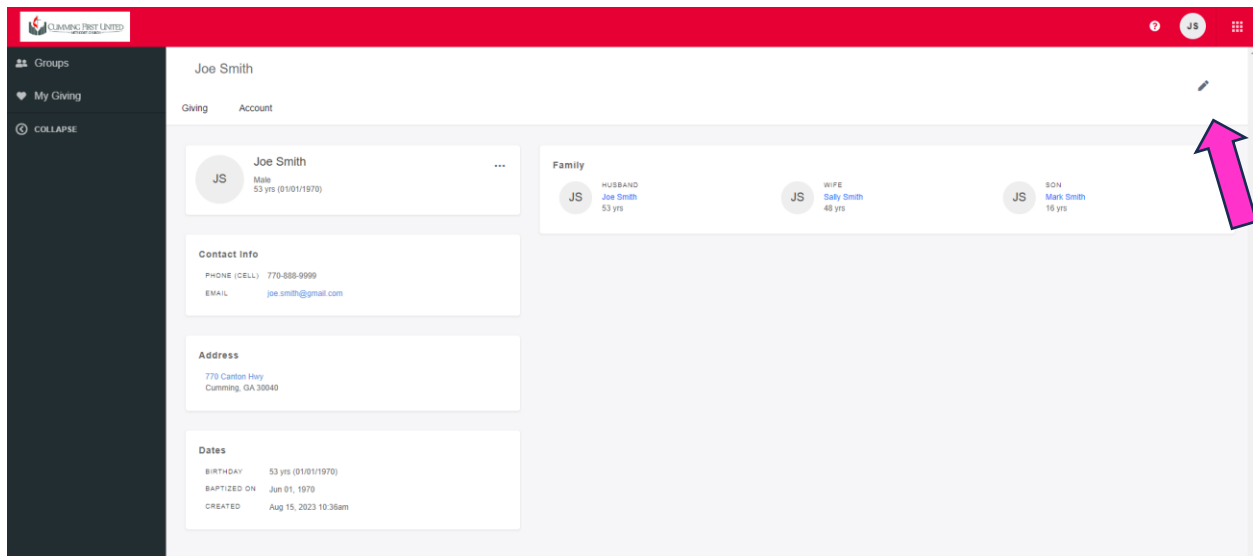 CUMMING FIRST UNITED
METHODIST CHURCH
? JS
Groups
My Giving
COLLAPSE
Joe Smith
Giving Account
JS
Joe Smith
...
Male
53 yrs (01/01/1970)
Family
JS
HUSBAND
Joe Smith
53 yrs
JS
WIFE
Sally Smith
48 yrs
JS
SON
Mark Smith
16 yrs
Contact Info
PHONE (CELL) 770-888-9999
EMAIL joe.smith@gmail.com
Address
770 Canton Hwy
Cumming, GA 30040
Dates
BIRTHDAY 53 yrs (01/01/1970)
BAPTIZED ON Jun 01, 1970
CREATED Aug 15, 2023 10:36am